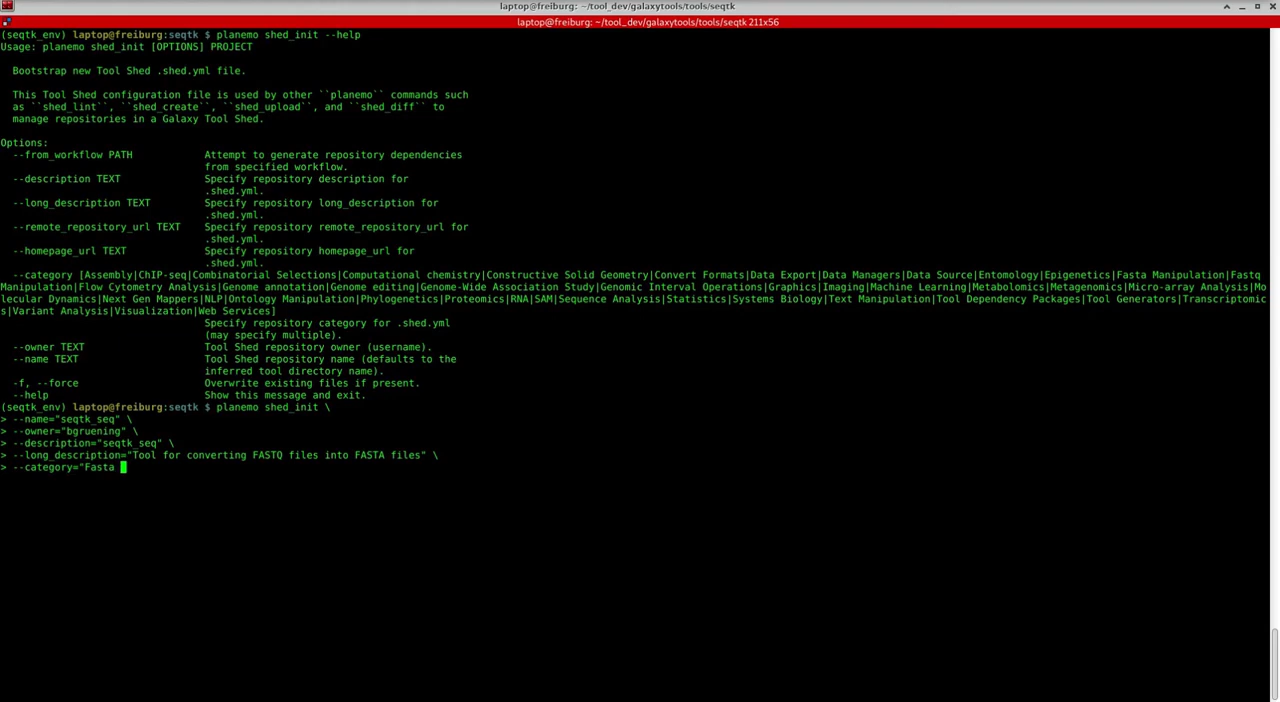 laptop@freiburg: ~/tool_dev/galaxytools/tools/seqtk
laptop@freiburg: ~/tool_dev/galaxytools/tools/seqtk 211x56
(seqtk_env) laptop@freiburg:seqtk $ planemo shed_init --help
Usage: planemo shed_init [OPTIONS] PROJECT
Bootstrap new Tool Shed .shed.yml file.
This Tool Shed configuration file is used by other ``planemo`` commands such
as ``shed_lint``, ``shed_create``, ``shed_upload``, and ``shed_diff`` to
manage repositories in a Galaxy Tool Shed.
Options:
--from_workflow PATH Attempt to generate repository dependencies
from specified workflow.
--description TEXT Specify repository description for
.shed.yml.
--long_description TEXT Specify repository long_description for
.shed.yml.
--remote_repository_url TEXT Specify repository remote_repository_url for
.shed.yml.
--homepage_url TEXT Specify repository homepage_url for
.shed.yml.
--category [Assembly|ChIP-seq|Combinatorial Selections|Computational chemistry|Constructive Solid Geometry|Convert Formats|Data Export|Data Managers|Data Source|Entomology|Epigenetics|Fasta Manipulation|Fastq
Manipulation|Flow Cytometry Analysis|Genome annotation|Genome editing|Genome-Wide Association Study|Genomic Interval Operations|Graphics|Imaging|Machine Learning|Metabolomics|Metagenomics|Micro-array Analysis|Mo
lecular Dynamics|Next Gen Mappers|NLP|Ontology Manipulation|Phylogenetics|Proteomics|RNA|SAM|Sequence Analysis|Statistics|Systems Biology|Text Manipulation|Tool Dependency Packages|Tool Generators|Transcriptomic
s|Variant Analysis|Visualization|Web Services]
Specify repository category for .shed.yml
(may specify multiple).
--owner TEXT Tool Shed repository owner (username).
--name TEXT Tool Shed repository name (defaults to the
inferred tool directory name).
-f, --force Overwrite existing files if present.
--help Show this message and exit.
(seqtk_env) laptop@freiburg:seqtk $ planemo shed_init \
> --name="seqtk_seq" \
> --owner="bgruening" \
> --description="seqtk_seq" \
> --long_description="Tool for converting FASTQ files into FASTA files" \
> --category="Fasta